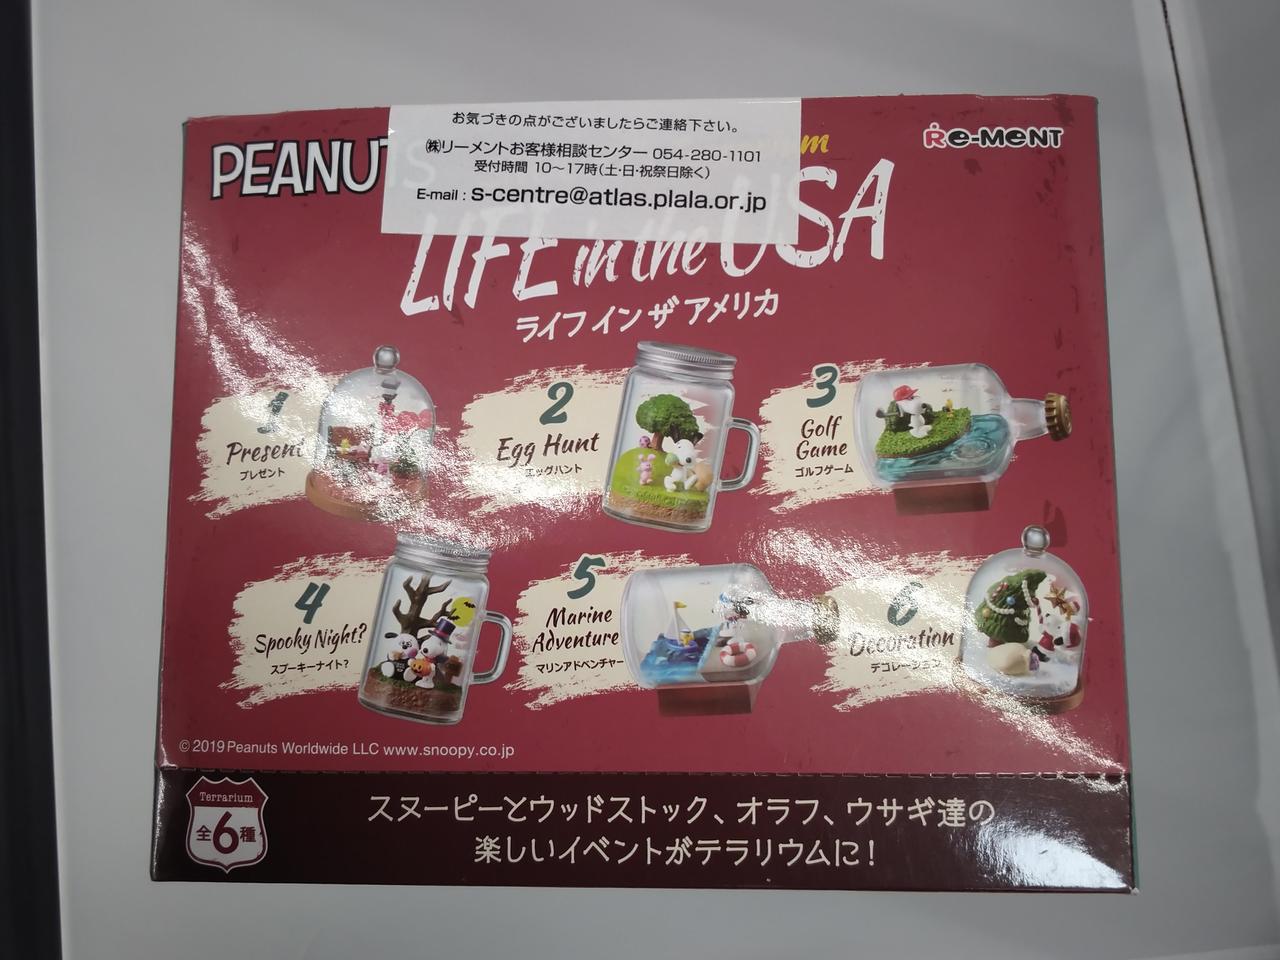 お気づきの点がございましたらご連絡下さい。
㈱リーメントお客様相談センター 054-280-1101
受付時間 10〜17時(土・日・祝祭日除く)
E-mail : s-centre@atlas.plala.or.jp
PEANUTS
Re-MeNT
LIFE in the USA
ライフ イン ザ アメリカ
1
Present
プレゼント
2
Egg Hunt
エッグハント
3
Golf
Game
ゴルフゲーム
4
Spooky Night?
スプーキーナイト?
5
Marine
Adventure
マリンアドベンチャー
6
Decoration
デコレーション
© 2019 Peanuts Worldwide LLC www.snoopy.co.jp
Terrarium
全6種
スヌーピーとウッドストック、オラフ、ウサギ達の
楽しいイベントがテラリウムに!